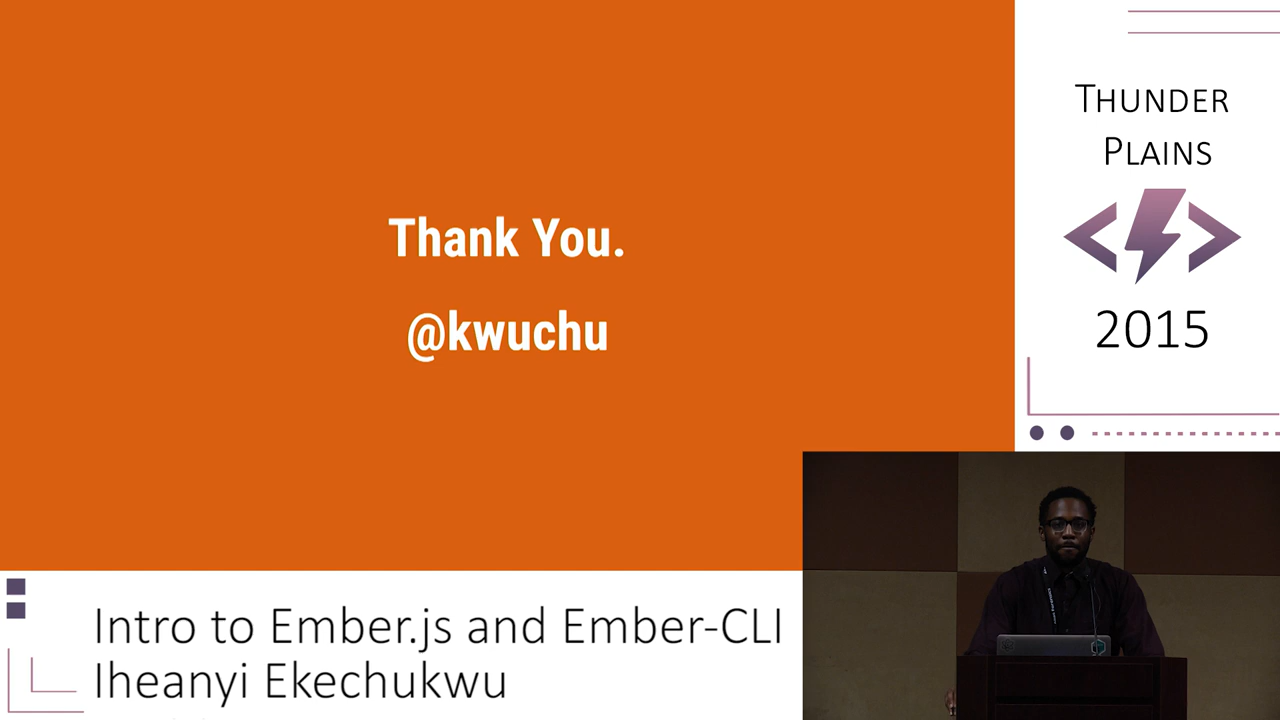 Thank You.
@kwuchu
THUNDER
PLAINS
2015
Intro to Ember.js and Ember-CLI
Iheanyi Ekechukwu